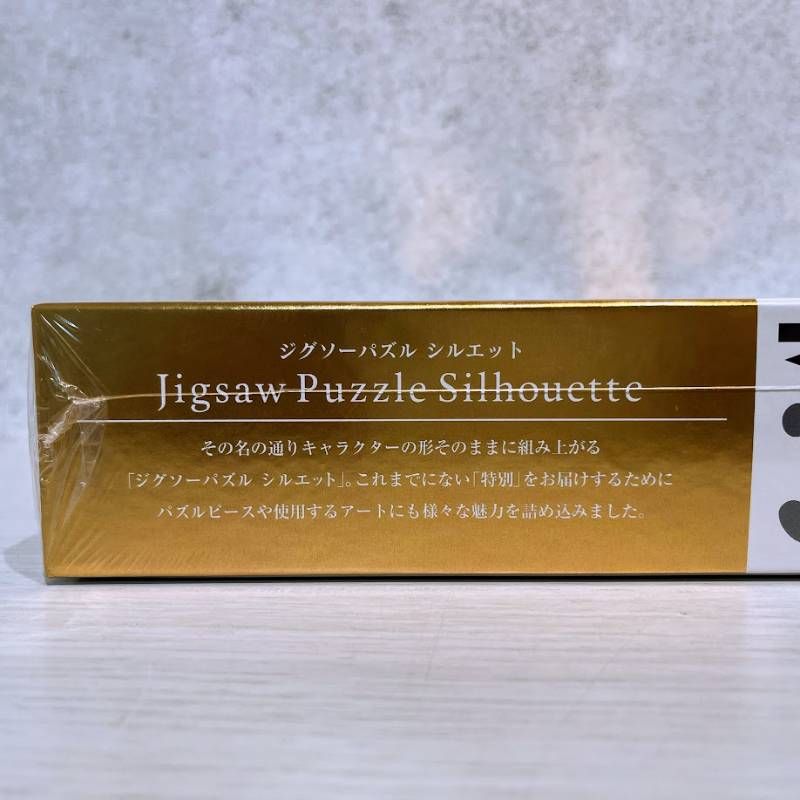 ジグソーパズル シルエット
Jigsaw Puzzle Silhouette
その名の通りキャラクターの形そのままに組み上がる
「ジグソーパズル シルエット」。これまでにない「特別」をお届けするために
パズルピースや使用するアートにも様々な魅力を詰め込みました。